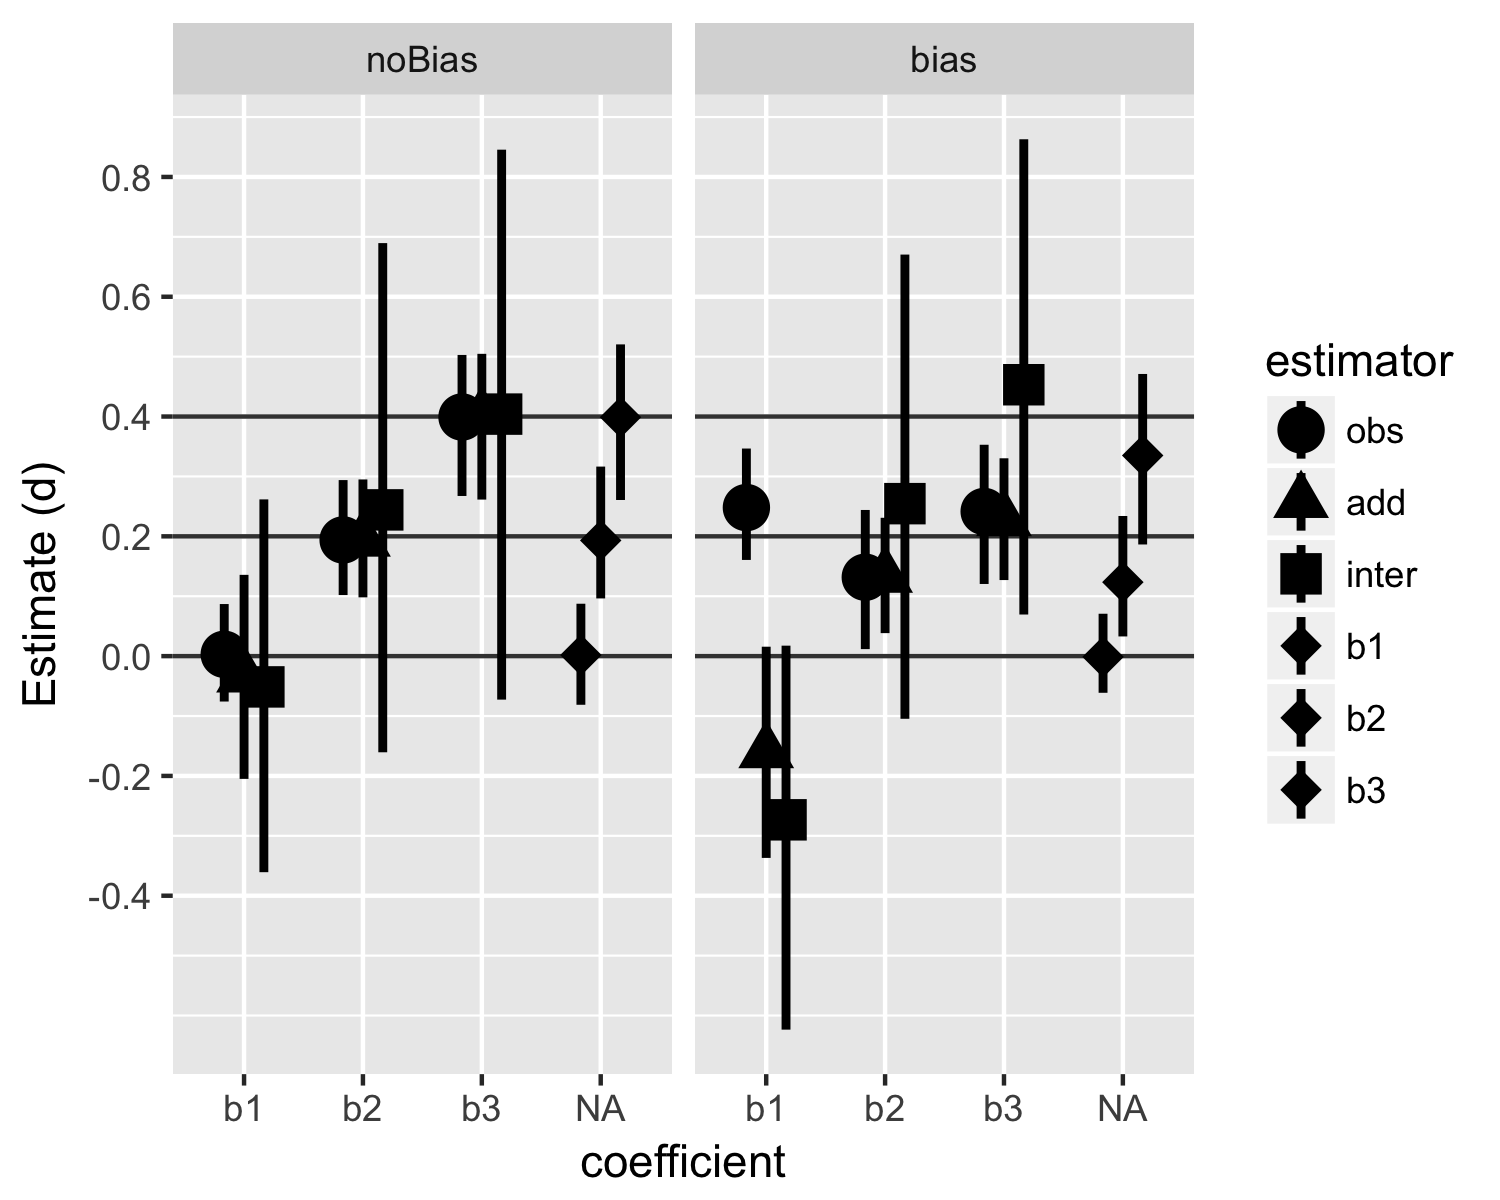 noBias
bias
Estimate (d)
0.8
0.6
0.4
0.2
0.0
-0.2
-0.4
b1
b2
b3
NA
b1
b2
b3
NA
coefficient
estimator
obs
add
inter
b1
b2
b3